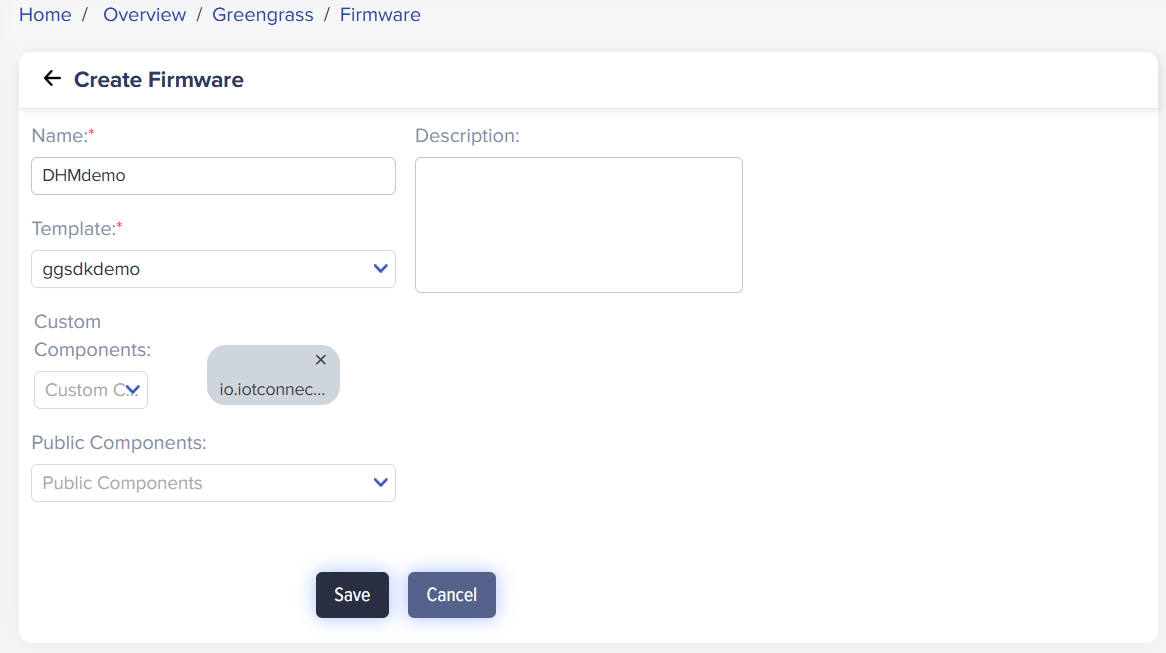 Home / Overview / Greengrass / Firmware
Create Firmware
Name:*
DHMdemo
Description:
Template:*
ggsdkdemo
Custom
Components:
Custom C...
io.iotconnec...
Public Components:
Public Components
Save
Cancel